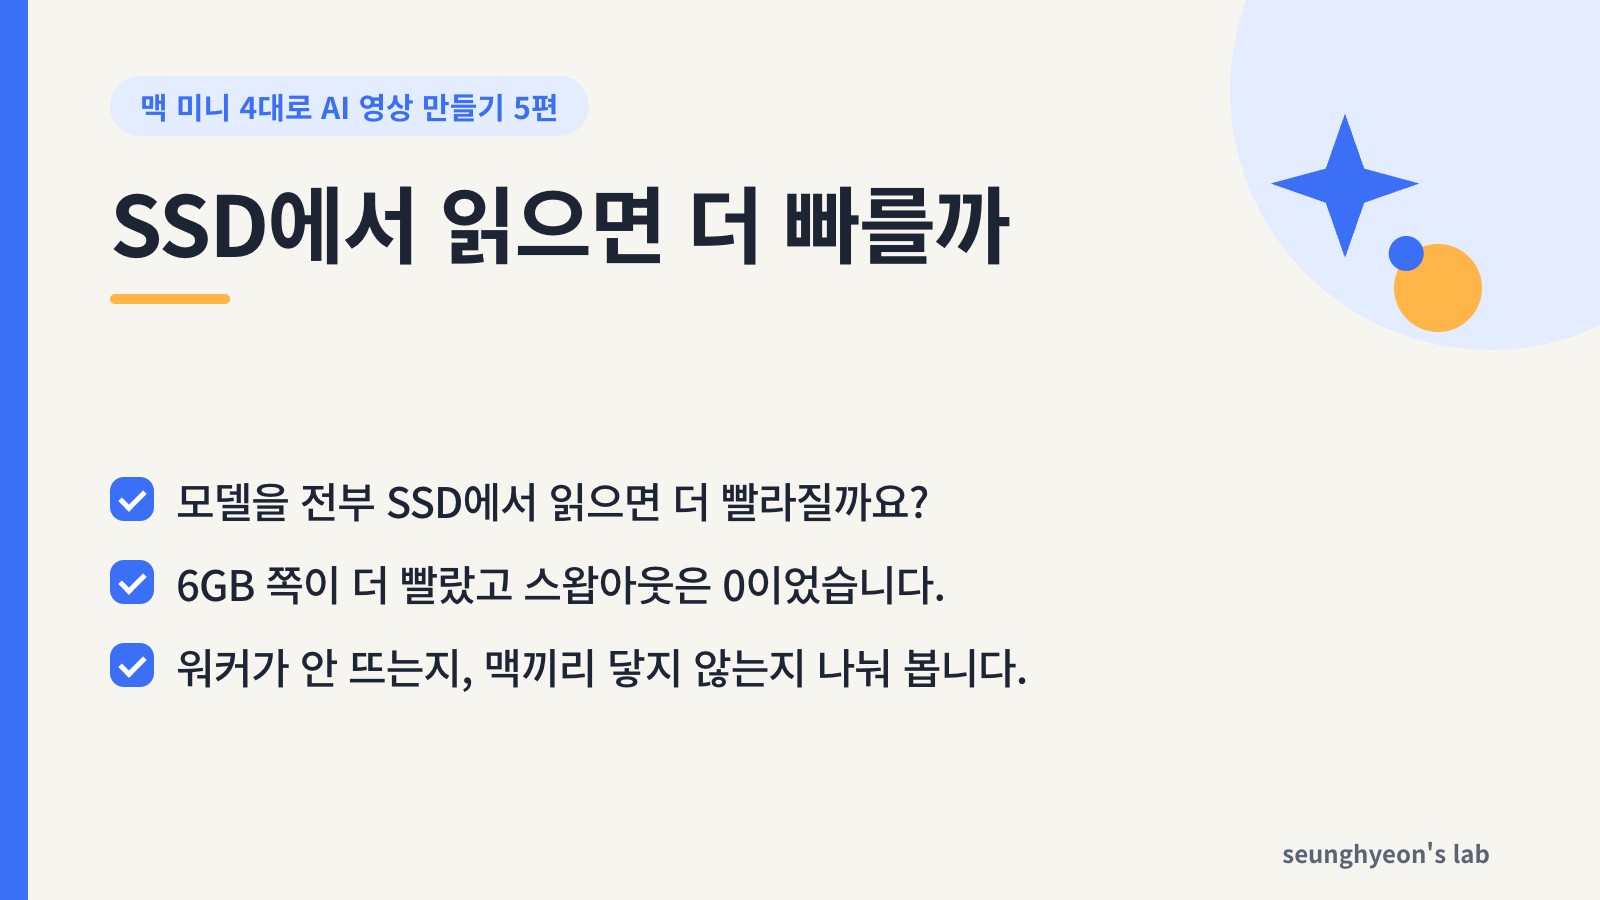 맥 미니 4대로 AI 영상 만들기 5편
SSD에서 읽으면 더 빠를까
모델을 전부 SSD에서 읽으면 더 빨라질까요?
6GB 쪽이 더 빨랐고 스왑아웃은 0이었습니다.
워커가 안 뜨는지, 맥끼리 닿지 않는지 나눠 봅니다.
seunghyeon's lab